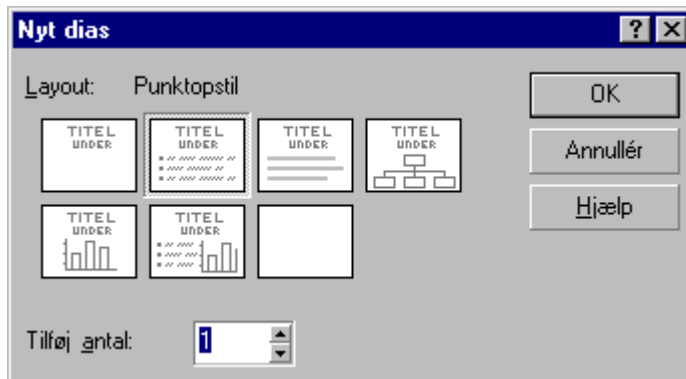 Nyt dias
Layout: Punktopstil
OK
TITEL TITEL TITEL TITEL
UNDER UNDER UNDER UNDER
Annullér
TITEL TITEL
UNDER UNDER
Hjælp
Tilføj antal: 1